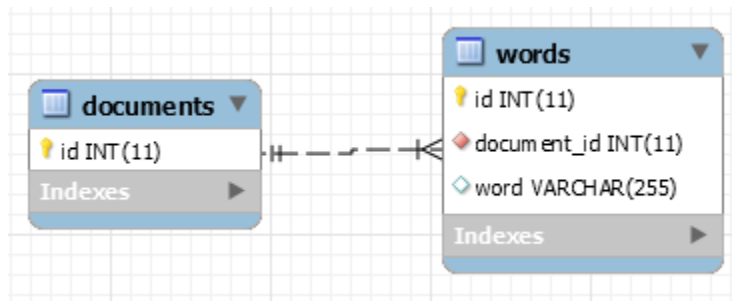 documents
id INT(11)
Indexes
words
id INT(11)
document_id INT(11)
word VARCHAR(255)
Indexes